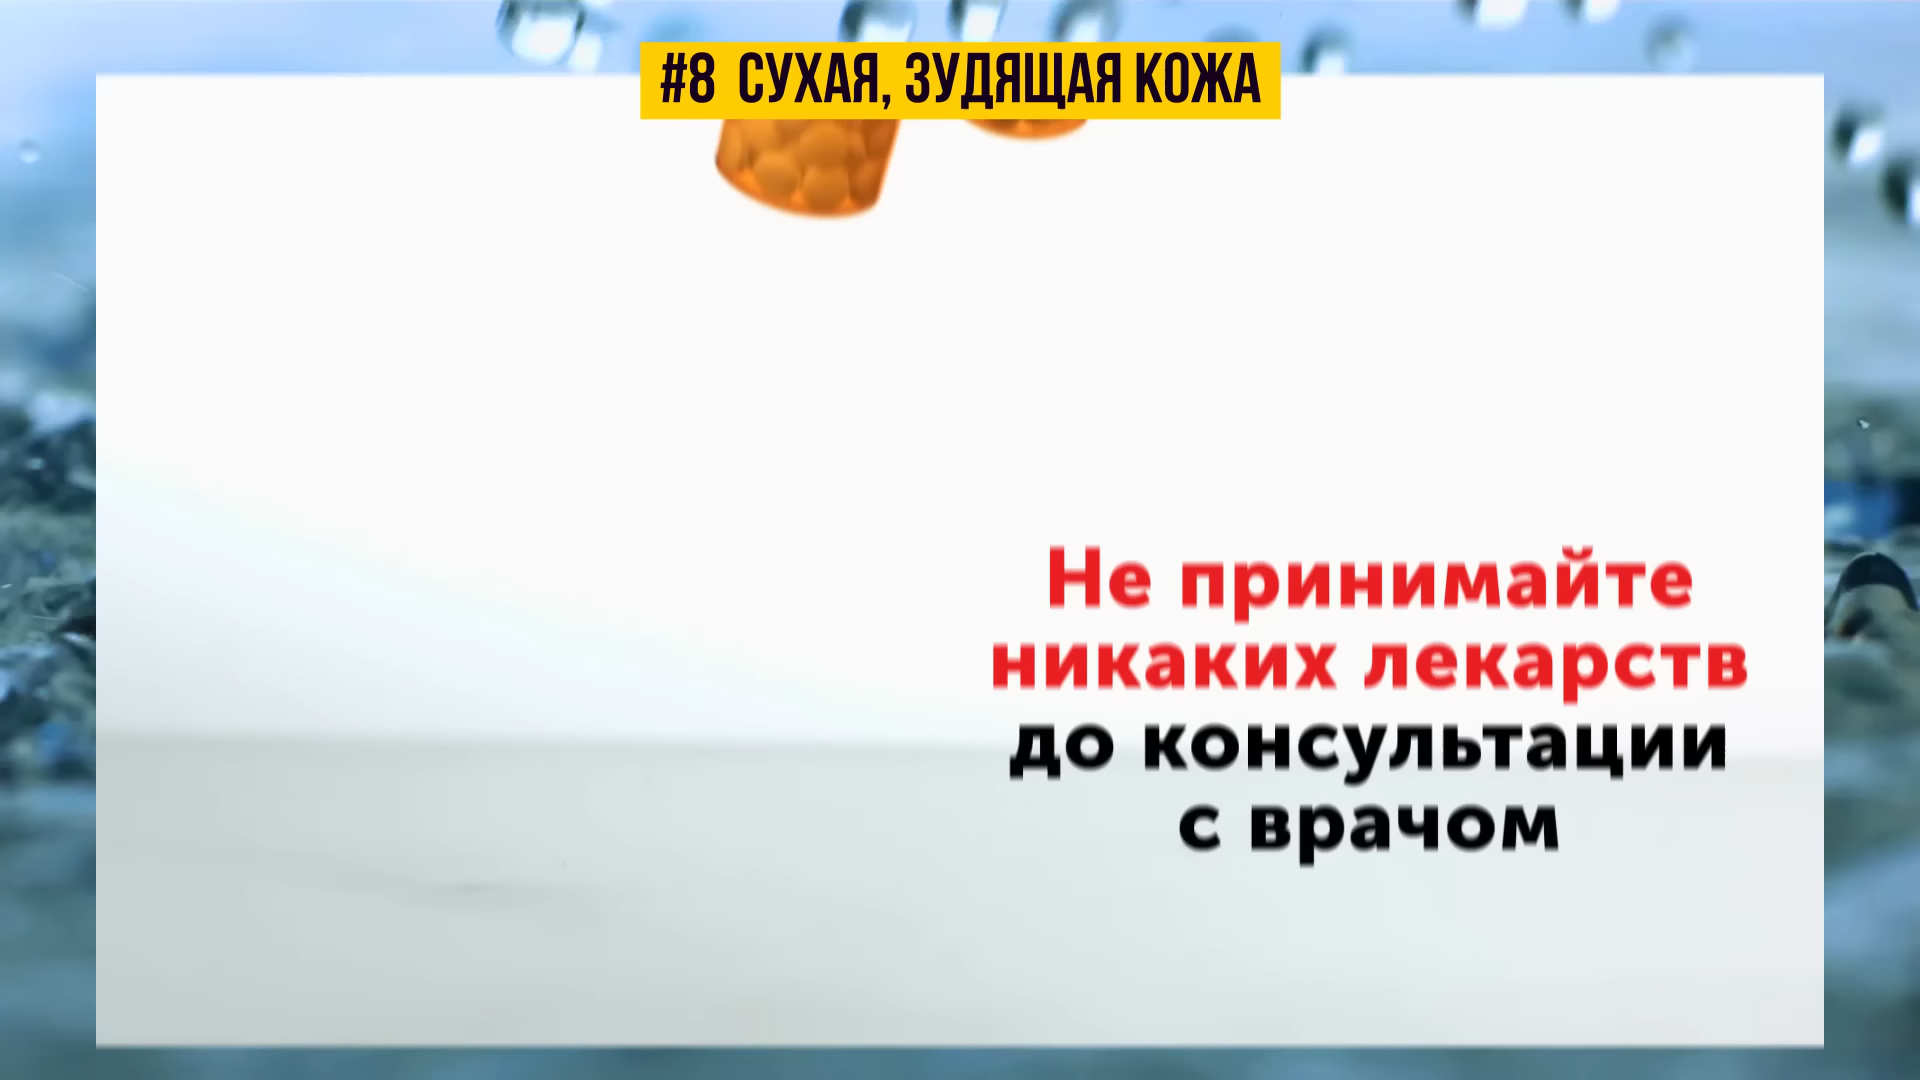 #8 СУХАЯ, ЗУДЯЩАЯ КОЖА
Не принимайте
никаких лекарств
до консультации
с врачом